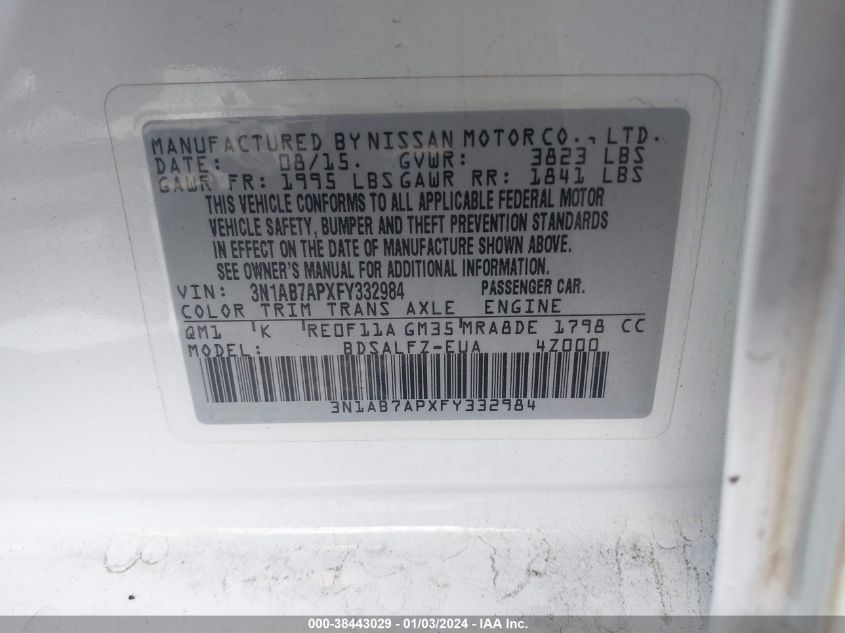 MANUFACTURED BY NISSAN MOTOR CO., LTD.
DATE: 08/15. GVWR: 3823 LBS
GAWR FR: 1995 LBS GAWR RR: 1841 LBS
THIS VEHICLE CONFORMS TO ALL APPLICABLE FEDERAL MOTOR
VEHICLE SAFETY, BUMPER AND THEFT PREVENTION STANDARDS
IN EFFECT ON THE DATE OF MANUFACTURE SHOWN ABOVE.
SEE OWNER'S MANUAL FOR ADDITIONAL INFORMATION.
VIN: 3N1AB7APXFY332984 PASSENGER CAR.
COLOR TRIM TRANS AXLE ENGINE
QM1 K RE0F11A GM35 MRA8DE 1798 CC
MODEL: BDSALFZ-EUA 4Z000
3N1AB7APXFY332984
000-38443029 - 01/03/2024 - IAA Inc.